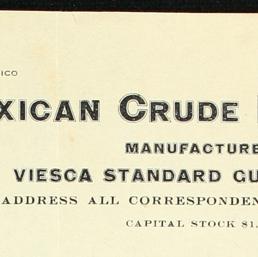 ICO
XICAN CRUDE
MANUFACTURE
VIESCA STANDARD GU
ADDRESS ALL CORRESPONDEN
CAPITAL STOCK $1.